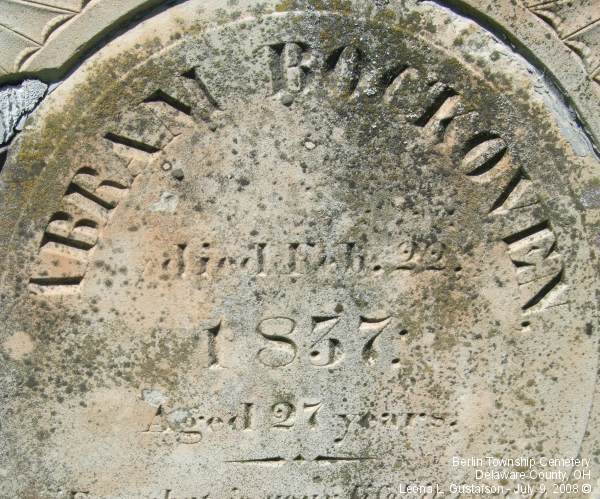 ABRAM BOCKOVEN.
died Feb. 22.
1837:
Aged 27 years.
Berlin Township Cemetery
Delaware County, OH
Leena L. Gustafson - July 9, 2008 ©